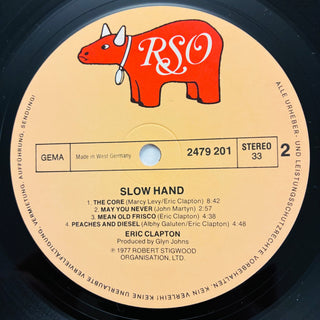 RSO
GEMA
Made in West Germany
2479 201
STEREO
33
2
SLOW HAND
1. THE CORE (Marcy Levy/Eric Clapton) 8:42
2. MAY YOU NEVER (John Martyn) 2:57
3. MEAN OLD FRISCO (Eric Clapton) 4:38
4. PEACHES AND DIESEL (Albhy Galuten/Eric Clapton) 4:48
ERIC CLAPTON
Produced by Glyn Johns
℗ 1977 ROBERT STIGWOOD
ORGANISATION, LTD.
ALLE URHEBER- UND LEISTUNGSSCHUTZRECHTE VORBEHALTEN. KEIN VERLEIH! KEINE UNERLAUBTE VERVIELFÄLTIGUNG, VERMIETUNG, AUFFÜHRUNG, SENDUNG!